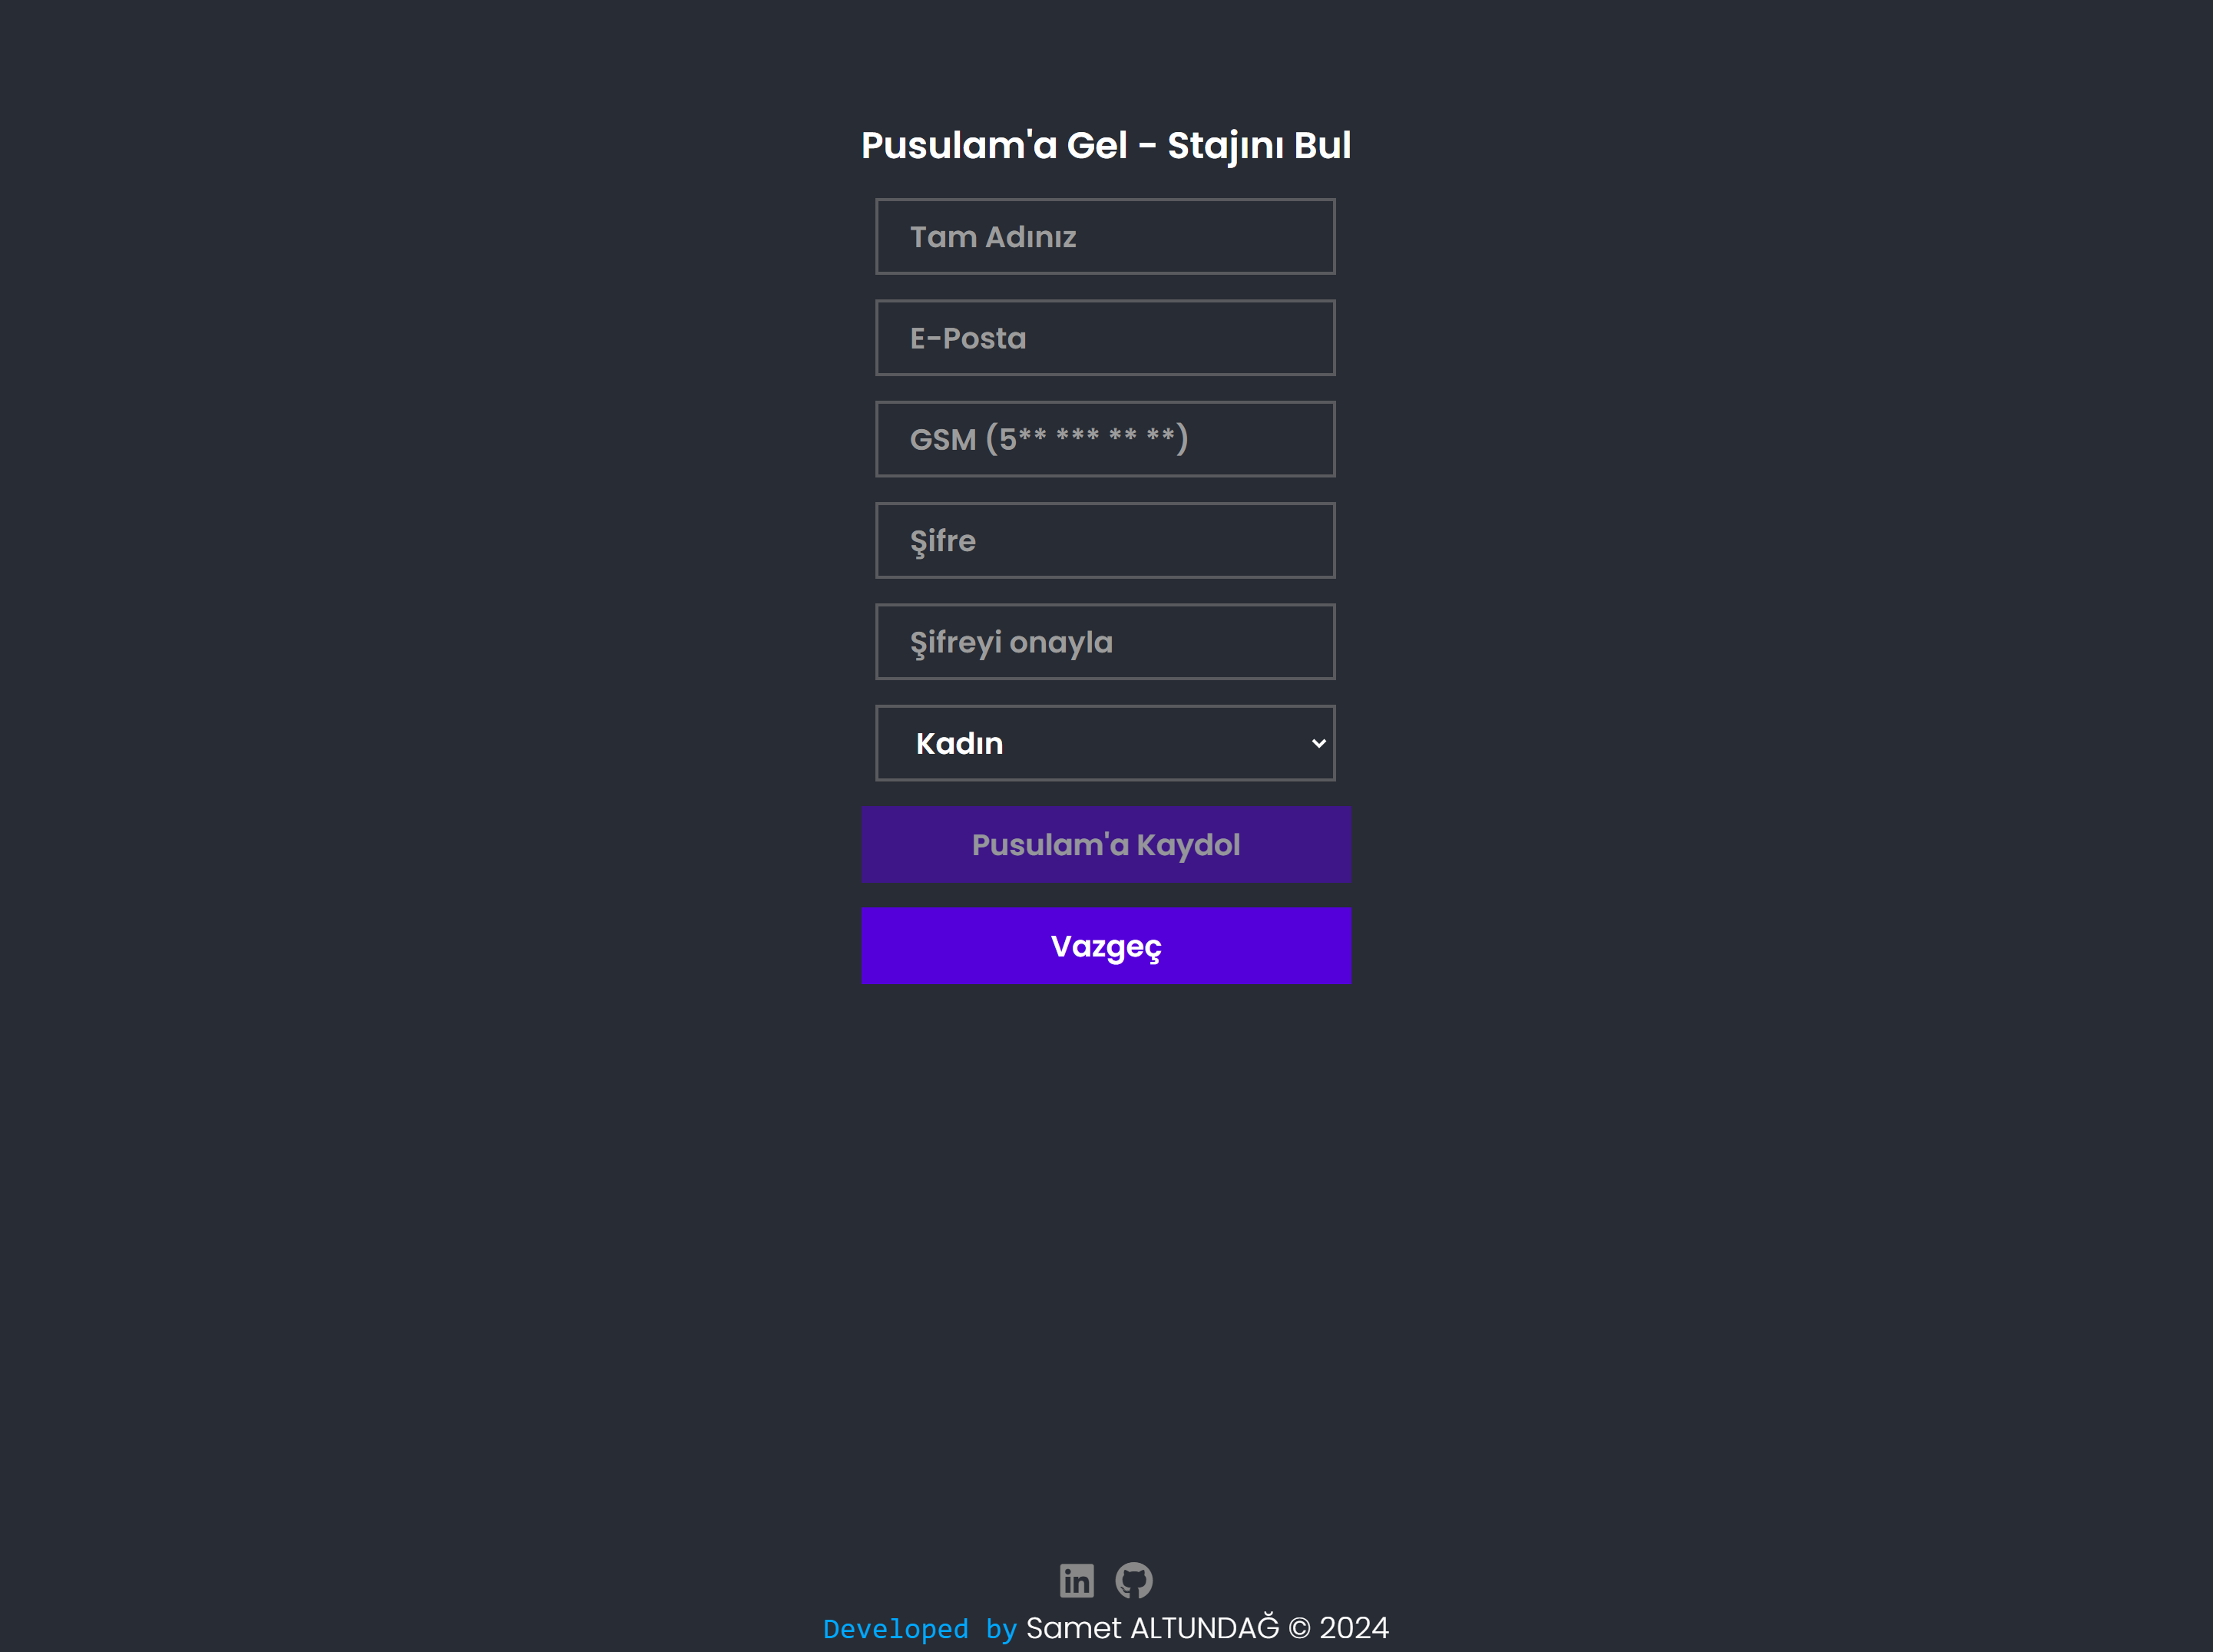 Pusulam'a Gel - Stajını Bul
Tam Adınız
E-Posta
GSM (5** *** ** **)
Şifre
Şifreyi onayla
Kadın
Pusulam'a Kaydol
Vazgeç
in
Developed by Samet ALTUNDAĞ © 2024